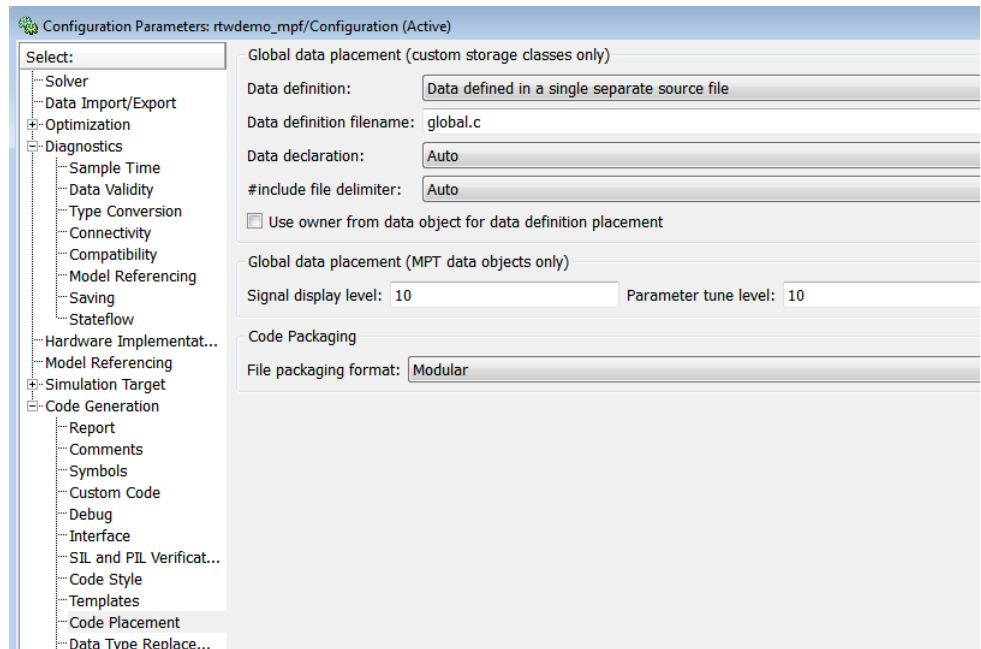 Configuration Parameters: rtwdemo_mpf/Configuration (Active)
Select:
Solver
Data Import/Export
Optimization
Diagnostics
Sample Time
Data Validity
Type Conversion
Connectivity
Compatibility
Model Referencing
Saving
Stateflow
Hardware Implementat...
Model Referencing
Simulation Target
Code Generation
Report
Comments
Symbols
Custom Code
Debug
Interface
SIL and PIL Verificat...
Code Style
Templates
Code Placement
Data Type Replace...
Global data placement (custom storage classes only)
Data definition: Data defined in a single separate source file
Data definition filename: global.c
Data declaration: Auto
#include file delimiter: Auto
Use owner from data object for data definition placement
Global data placement (MPT data objects only)
Signal display level: 10 Parameter tune level: 10
Code Packaging
File packaging format: Modular